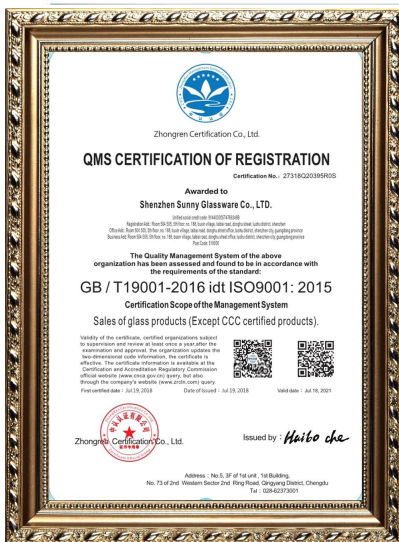 Zhongren Certification Co., Ltd.
QMS CERTIFICATION OF REGISTRATION
Certification No.: 27318Q20395R0S
Awarded to
Shenzhen Sunny Glassware Co., LTD.
The Quality Management System of the above
organization has been assessed and found to be in accordance with
the requirements of the standard:
GB / T19001-2016 idt ISO9001: 2015
Certification Scope of the Management System
Sales of glass products (Except CCC certified products).
Validity of the certificate, certified organizations subject
to supervision and review at least once a year.after the
examination and approval, the organization updates the
two-dimensional code information, the certificate is
effective. The certificate information is available at the
Certification and Accreditation Regulatory Commission
official website (www.cnca.gov.cn) query, but also
through the company's website (www.zrctn.com) query.
First certified date : Jul.19, 2018
Date of Issued : Jul.19, 2018
Valid date : Jul.18, 2021
Zhongren Certification Co., Ltd.
Issued by : Haibo che
Address : No.5, 3F of 1st unit , 1st Building,
No. 73 of 2nd Western Sector 2nd Ring Road, Qingyang District, Chengdu
Tel : 028-62373001